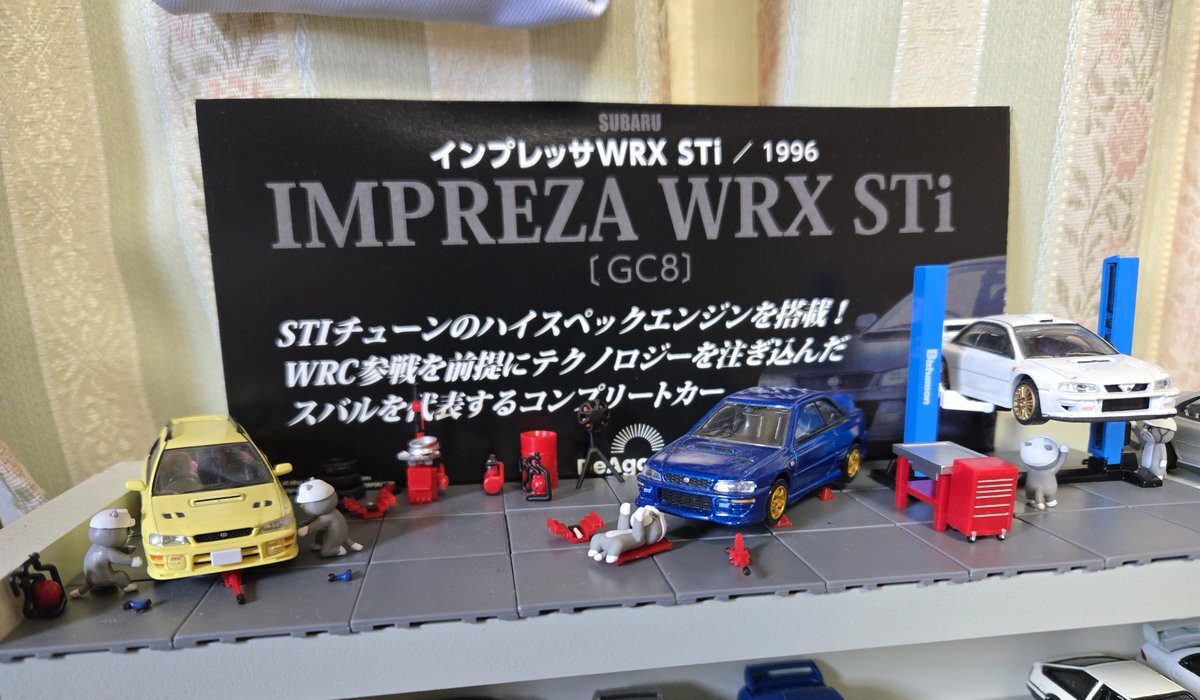 SUBARU
インプレッサWRX STi / 1996
IMPREZA WRX STi
[GC8]
STIチューンのハイスペックエンジンを搭載！
WRC参戦を前提にテクノロジーを注ぎ込んだ
スバルを代表するコンプリートカー
Bishamon